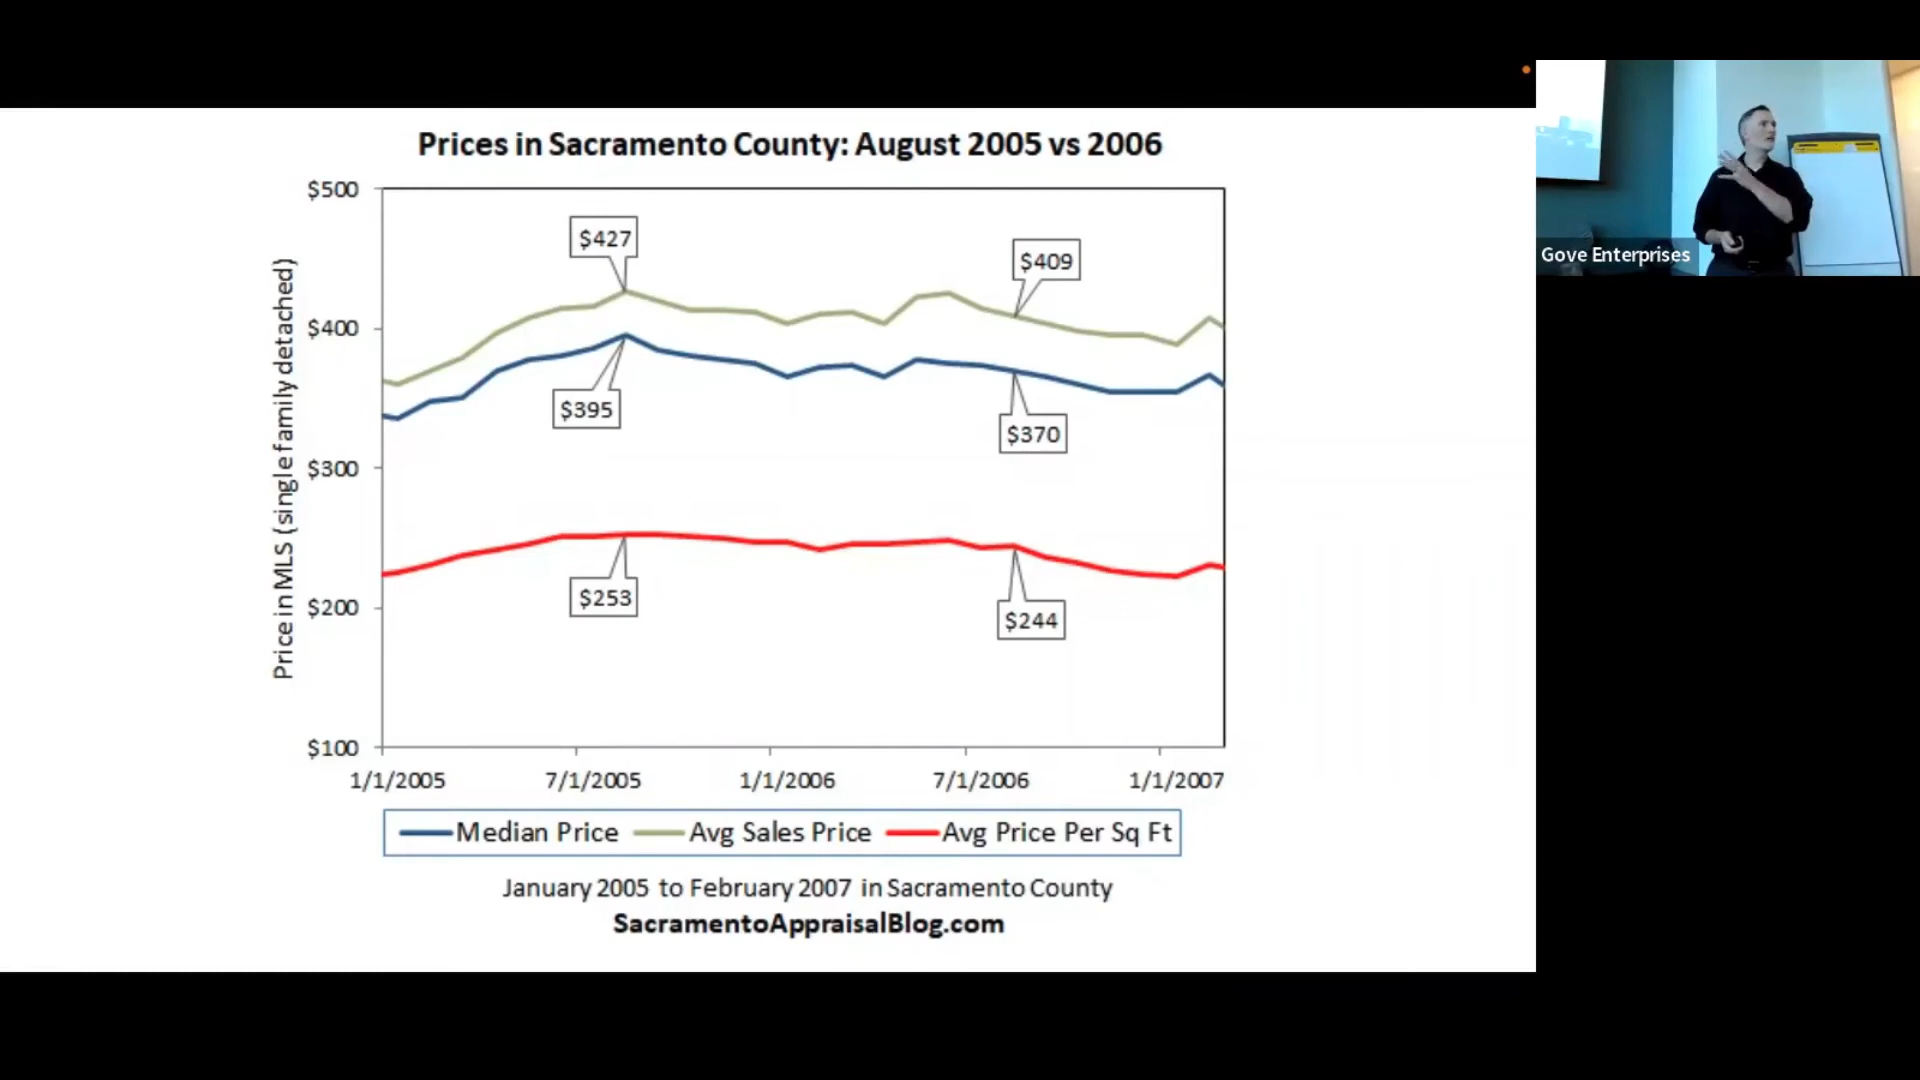 Prices in Sacramento County: August 2005 vs 2006
Price in MLS (single family detached)
$500
$400
$300
$200
$100
$427
$409
$395
$370
$253
$244
1/1/2005
7/1/2005
1/1/2006
7/1/2006
1/1/2007
Median Price
Avg Sales Price
Avg Price Per Sq Ft
January 2005 to February 2007 in Sacramento County
SacramentoAppraisalBlog.com
Gove Enterprises